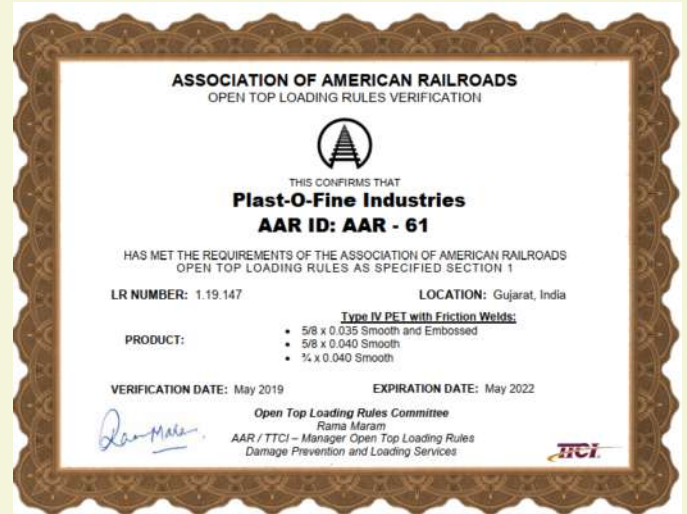 ASSOCIATION OF AMERICAN RAILROADS
OPEN TOP LOADING RULES VERIFICATION
THIS CONFIRMS THAT
Plast-O-Fine Industries
AAR ID: AAR - 61
HAS MET THE REQUIREMENTS OF THE ASSOCIATION OF AMERICAN RAILROADS
OPEN TOP LOADING RULES AS SPECIFIED SECTION 1
LR NUMBER: 1.19.147 LOCATION: Gujarat, India
Type IV PET with Friction Welds:
PRODUCT:
• 5/8 x 0.035 Smooth and Embossed
• 5/8 x 0.040 Smooth
• ¾ x 0.040 Smooth
VERIFICATION DATE: May 2019 EXPIRATION DATE: May 2022
Open Top Loading Rules Committee
Rama Maram
AAR / TTCI – Manager Open Top Loading Rules
Damage Prevention and Loading Services
TTCI